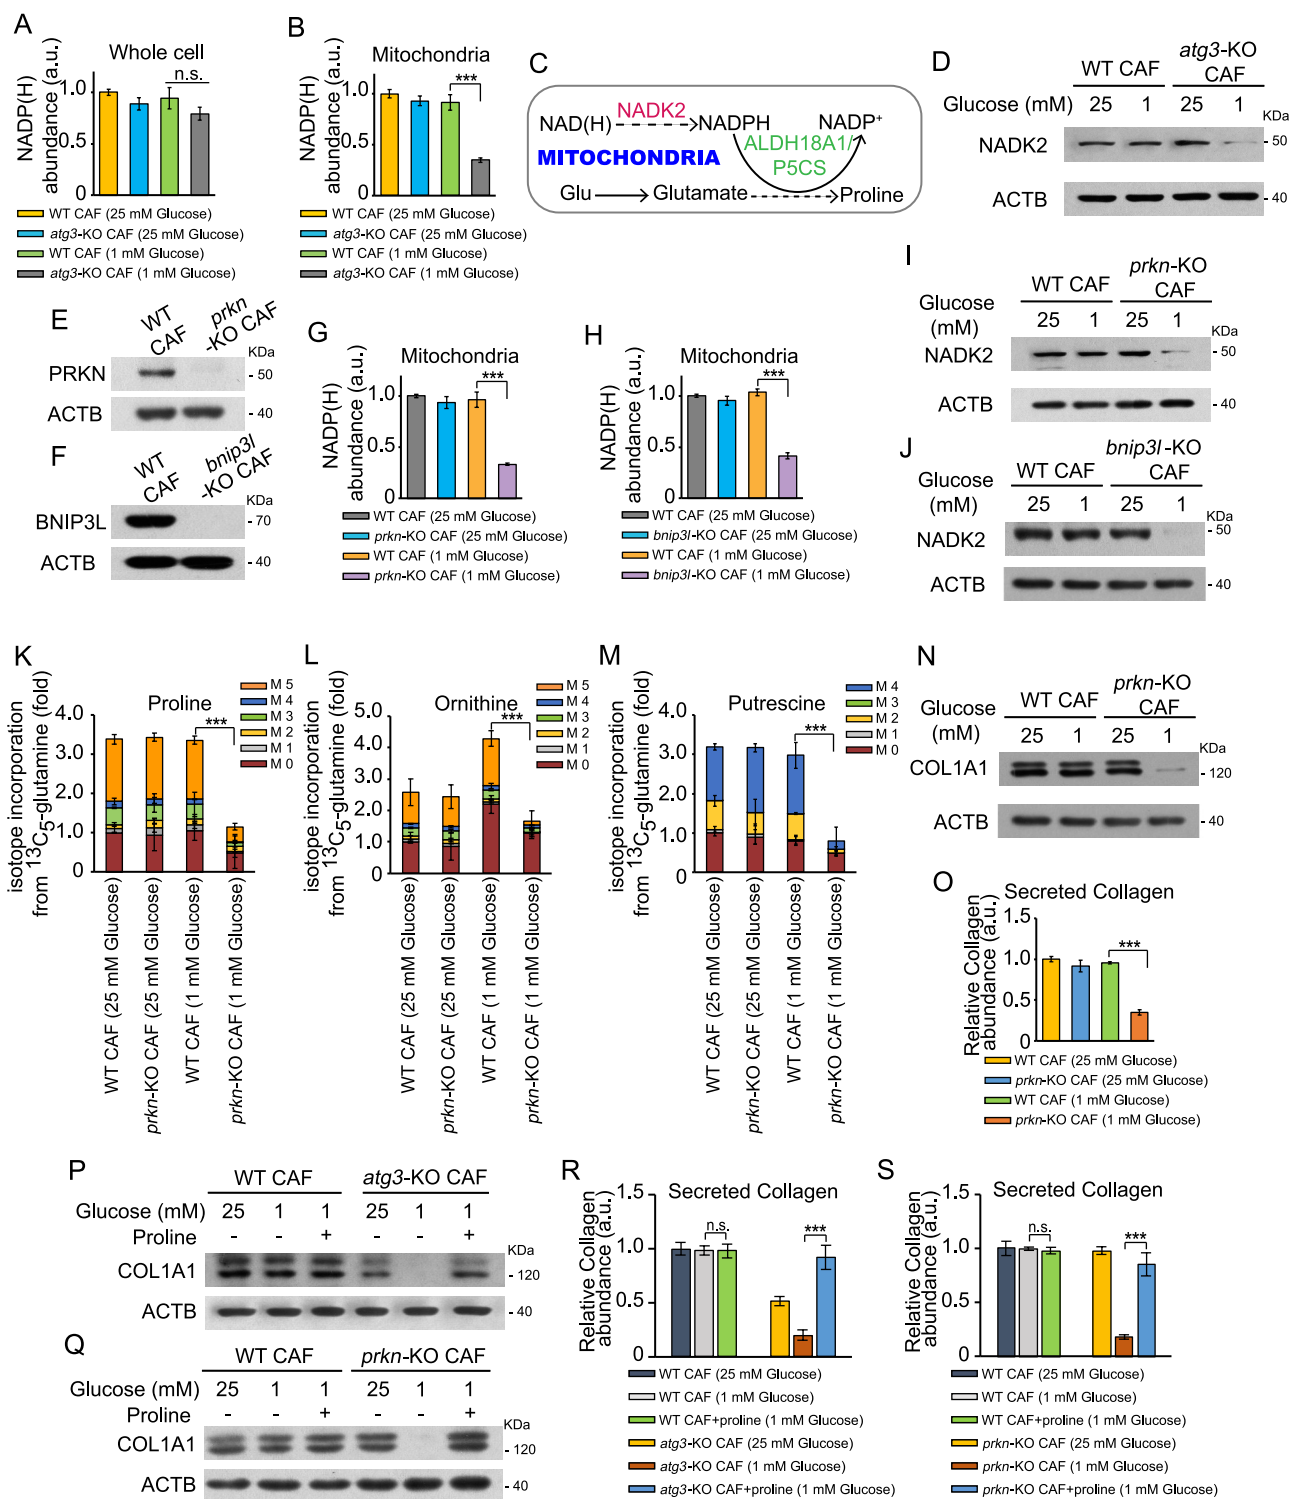 A
Whole cell
n.s.
NADP(H)
abundance (a.u.)
1.0
0.5
0
WT CAF (25 mM Glucose)
atg3-KO CAF (25 mM Glucose)
WT CAF (1 mM Glucose)
atg3-KO CAF (1 mM Glucose)
B
Mitochondria
***
NADP(H)
abundance (a.u.)
1.0
0.5
0
WT CAF (25 mM Glucose)
atg3-KO CAF (25 mM Glucose)
WT CAF (1 mM Glucose)
atg3-KO CAF (1 mM Glucose)
C
NAD(H) NADK2 NADPH NADP+
MITOCHONDRIA
ALDH18A1/
P5CS
Glu Glutamate Proline
D
WT CAF atg3-KO CAF
Glucose (mM) 25 1 25 1
KDa
NADK2 - 50
ACTB - 40
E
WT CAF prkn-KO CAF
KDa
PRKN - 50
ACTB - 40
F
WT CAF bnip3l-KO CAF
KDa
BNIP3L - 70
ACTB - 40
G
Mitochondria
***
NADP(H)
abundance (a.u.)
1.0
0.5
0
WT CAF (25 mM Glucose)
prkn-KO CAF (25 mM Glucose)
WT CAF (1 mM Glucose)
prkn-KO CAF (1 mM Glucose)
H
Mitochondria
***
NADP(H)
abundance (a.u.)
1.0
0.5
0
WT CAF (25 mM Glucose)
bnip3l-KO CAF (25 mM Glucose)
WT CAF (1 mM Glucose)
bnip3l-KO CAF (1 mM Glucose)
I
WT CAF prkn-KO CAF
Glucose (mM) 25 1 25 1
KDa
NADK2 - 50
ACTB - 40
J
WT CAF bnip3l-KO CAF
Glucose (mM) 25 1 25 1
KDa
NADK2 - 50
ACTB - 40
K
Proline
***
isotope incorporation
from 13C5-glutamine (fold)
4.0
3.0
2.0
1.0
0
M 5
M 4
M 3
M 2
M 1
M 0
WT CAF (25 mM Glucose)
prkn-KO CAF (25 mM Glucose)
WT CAF (1 mM Glucose)
prkn-KO CAF (1 mM Glucose)
L
Ornithine
***
isotope incorporation
from 13C5-glutamine (fold)
5.0
4.0
3.0
2.0
1.0
0
M 5
M 4
M 3
M 2
M 1
M 0
WT CAF (25 mM Glucose)
prkn-KO CAF (25 mM Glucose)
WT CAF (1 mM Glucose)
prkn-KO CAF (1 mM Glucose)
M
Putrescine
***
isotope incorporation
from 13C5-glutamine (fold)
4.0
3.0
2.0
1.0
0
M 4
M 3
M 2
M 1
M 0
WT CAF (25 mM Glucose)
prkn-KO CAF (25 mM Glucose)
WT CAF (1 mM Glucose)
prkn-KO CAF (1 mM Glucose)
N
WT CAF prkn-KO CAF
Glucose (mM) 25 1 25 1
KDa
COL1A1 - 120
ACTB - 40
O
Secreted Collagen
***
Relative Collagen
abundance (a.u.)
1.0
0.5
0
WT CAF (25 mM Glucose)
prkn-KO CAF (25 mM Glucose)
WT CAF (1 mM Glucose)
prkn-KO CAF (1 mM Glucose)
P
WT CAF atg3-KO CAF
Glucose (mM) 25 1 1 25 1 1
Proline - - + - - +
KDa
COL1A1 - 120
ACTB - 40
Q
WT CAF prkn-KO CAF
Glucose (mM) 25 1 1 25 1 1
Proline - - + - - +
KDa
COL1A1 - 120
ACTB - 40
R
Secreted Collagen
n.s.
***
Relative Collagen
abundance (a.u.)
1.5
1.0
0.5
0
WT CAF (25 mM Glucose)
WT CAF (1 mM Glucose)
WT CAF+proline (1 mM Glucose)
atg3-KO CAF (25 mM Glucose)
atg3-KO CAF (1 mM Glucose)
atg3-KO CAF+proline (1 mM Glucose)
S
Secreted Collagen
n.s.
***
Relative Collagen
abundance (a.u.)
1.5
1.0
0.5
0
WT CAF (25 mM Glucose)
WT CAF (1 mM Glucose)
WT CAF+proline (1 mM Glucose)
prkn-KO CAF (25 mM Glucose)
prkn-KO CAF (1 mM Glucose)
prkn-KO CAF+proline (1 mM Glucose)